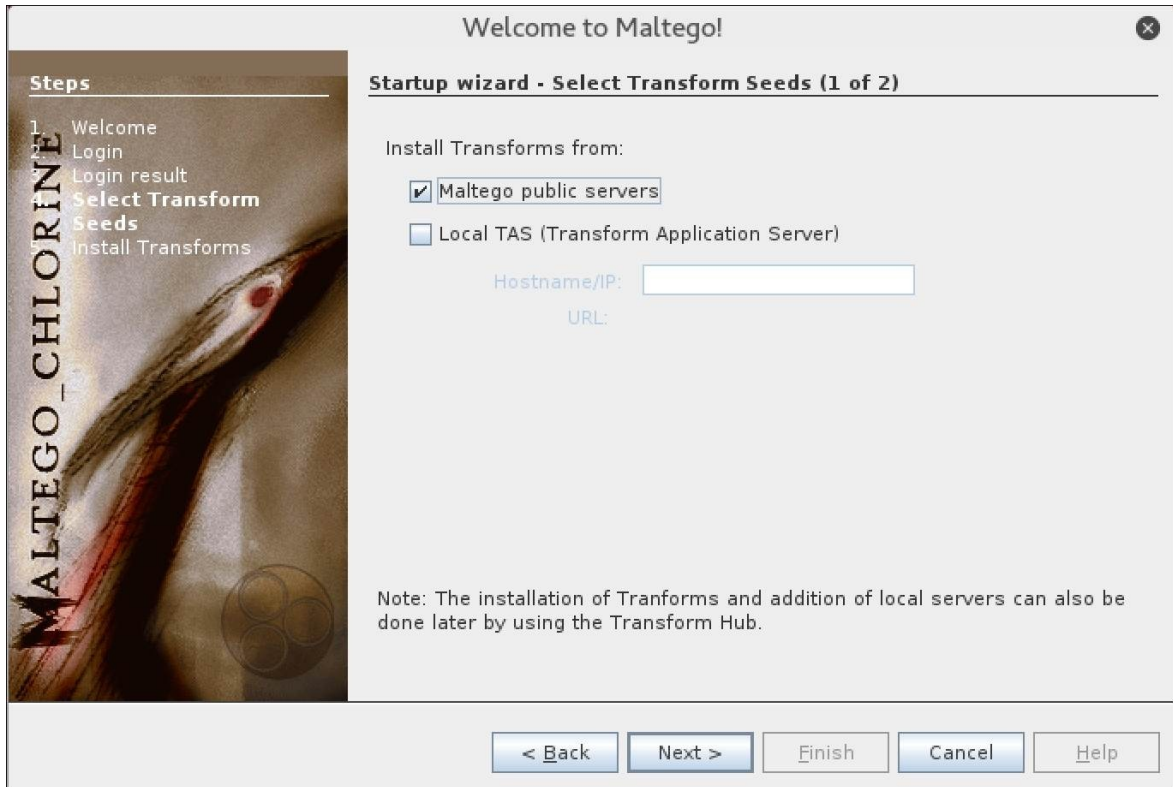 Welcome to Maltego!
Steps
1. Welcome
2. Login
3. Login result
4. Select Transform
Seeds
5. Install Transforms
MALTEGO_CHLORINE
Startup wizard - Select Transform Seeds (1 of 2)
Install Transforms from:
Maltego public servers
Local TAS (Transform Application Server)
Hostname/IP:
URL:
Note: The installation of Tranforms and addition of local servers can also be
done later by using the Transform Hub.
< Back
Next >
Finish
Cancel
Help